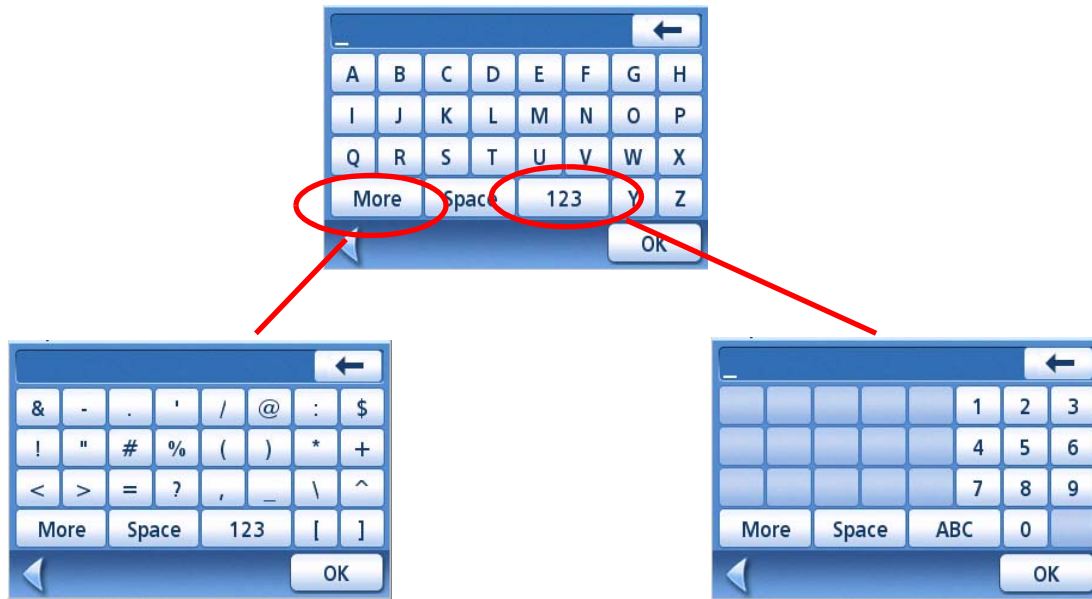 _
A B C D E F G H
I J K L M N O P
Q R S T U V W X
More Space 123 Y Z
OK
& - . ' / @ : $
! " # % ( ) * +
< > = ? , _ \ ^
More Space 123 [ ]
OK
_
1 2 3
4 5 6
7 8 9
More Space ABC 0
OK